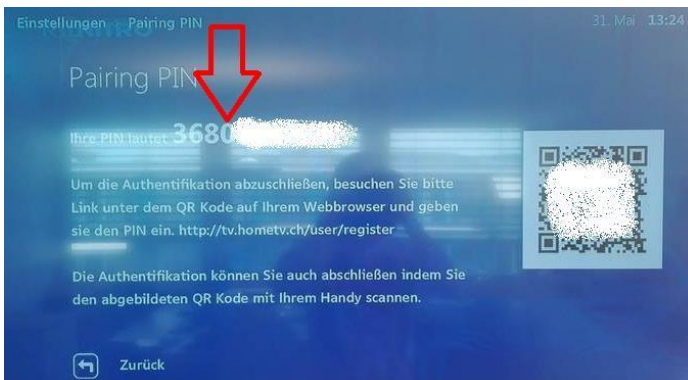 Einstellungen Pairing PIN
31. Mai 13:24
Pairing PIN
Ihre PIN lautet 3680
Um die Authentifikation abzuschließen, besuchen Sie bitte
Link unter dem QR Kode auf Ihrem Webbrowser und geben
sie den PIN ein. http://tv.hometv.ch/user/register
Die Authentifikation können Sie auch abschließen indem Sie
den abgebildeten QR Kode mit Ihrem Handy scannen.
Zurück